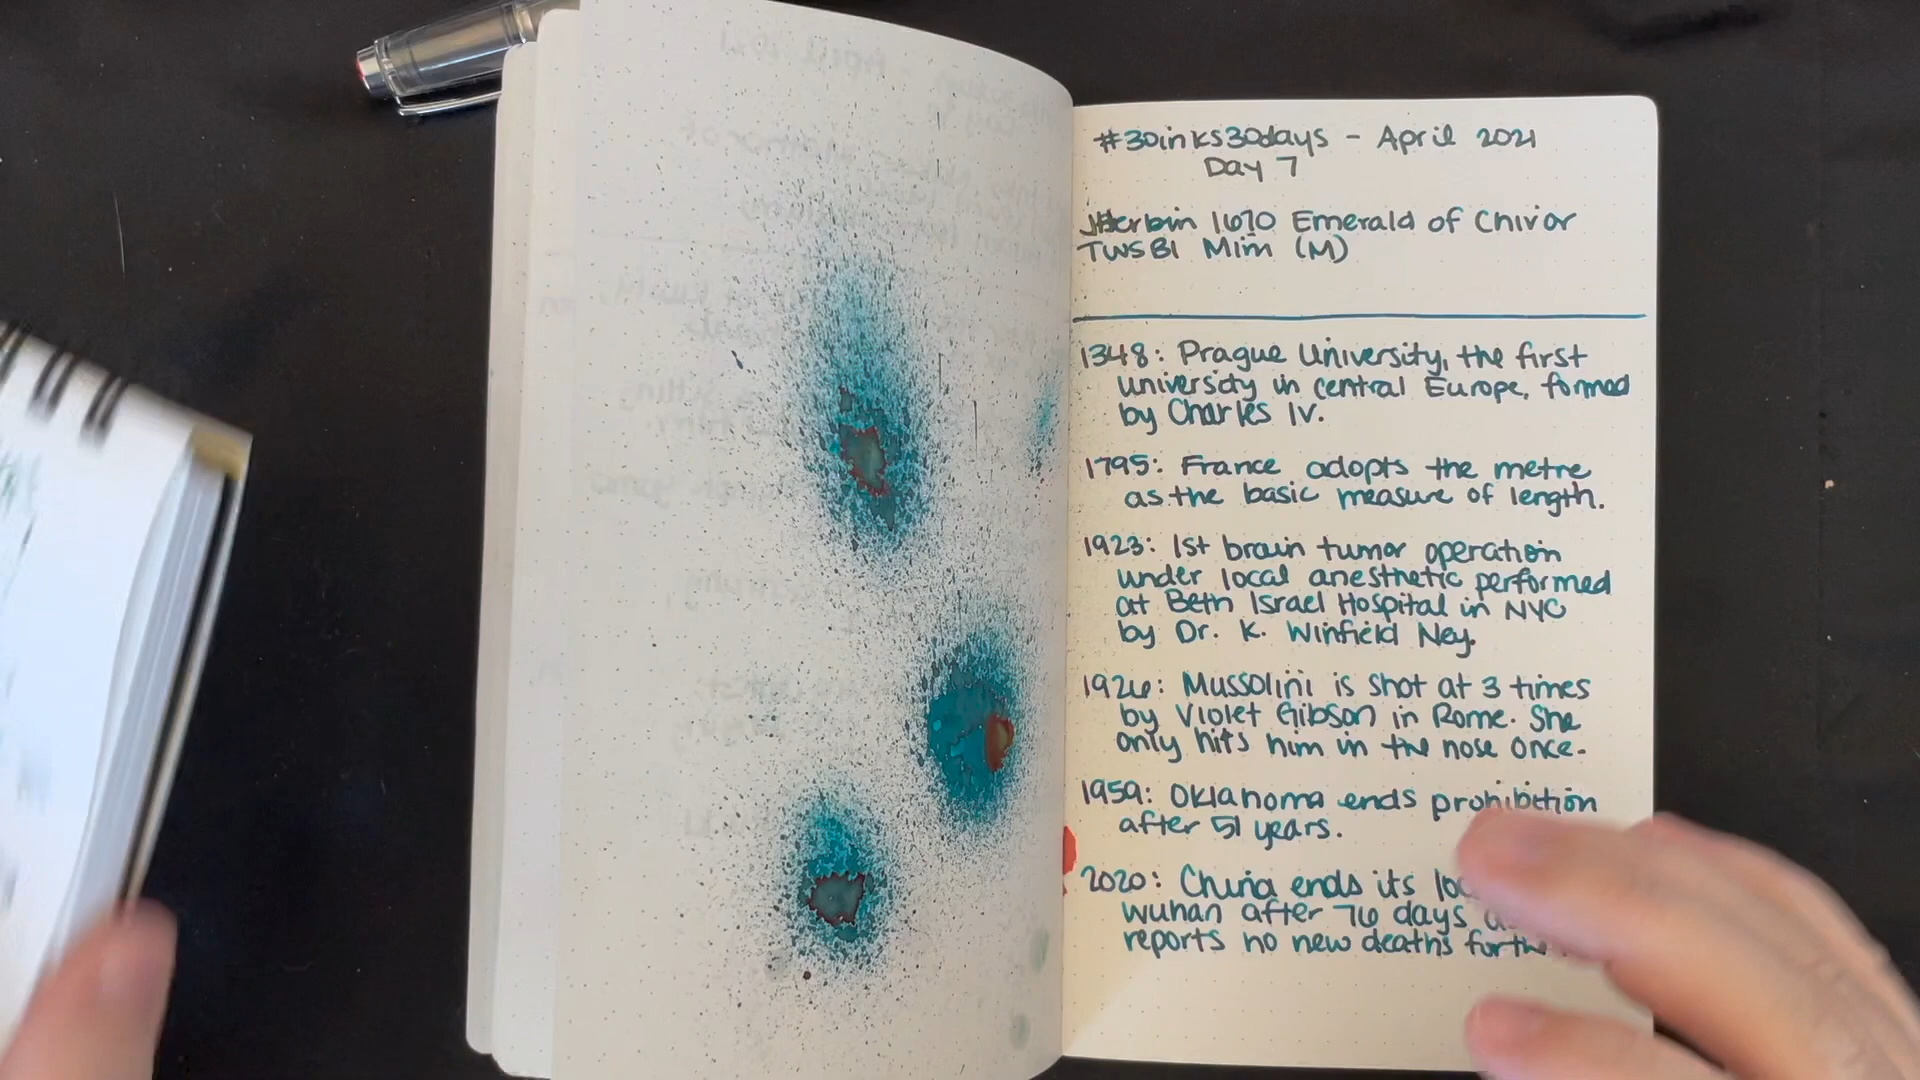 #30inks30days - April 2021
Day 7
JHerbin 1670 Emerald of Chivor
TWSBI Mini (M)
1348: Prague University, the first
university in central Europe, formed
by Charles IV.
1795: France adopts the metre
as the basic measure of length.
1923: 1st brain tumor operation
under local anesthetic performed
at Beth Israel Hospital in NYC
by Dr. K. Winfield Ney.
1926: Mussolini is shot at 3 times
by Violet Gibson in Rome. She
only hits him in the nose once.
1959: Oklahoma ends prohibition
after 51 years.
2020: China ends its
Wuhan after 76 days
reports no new deaths for the